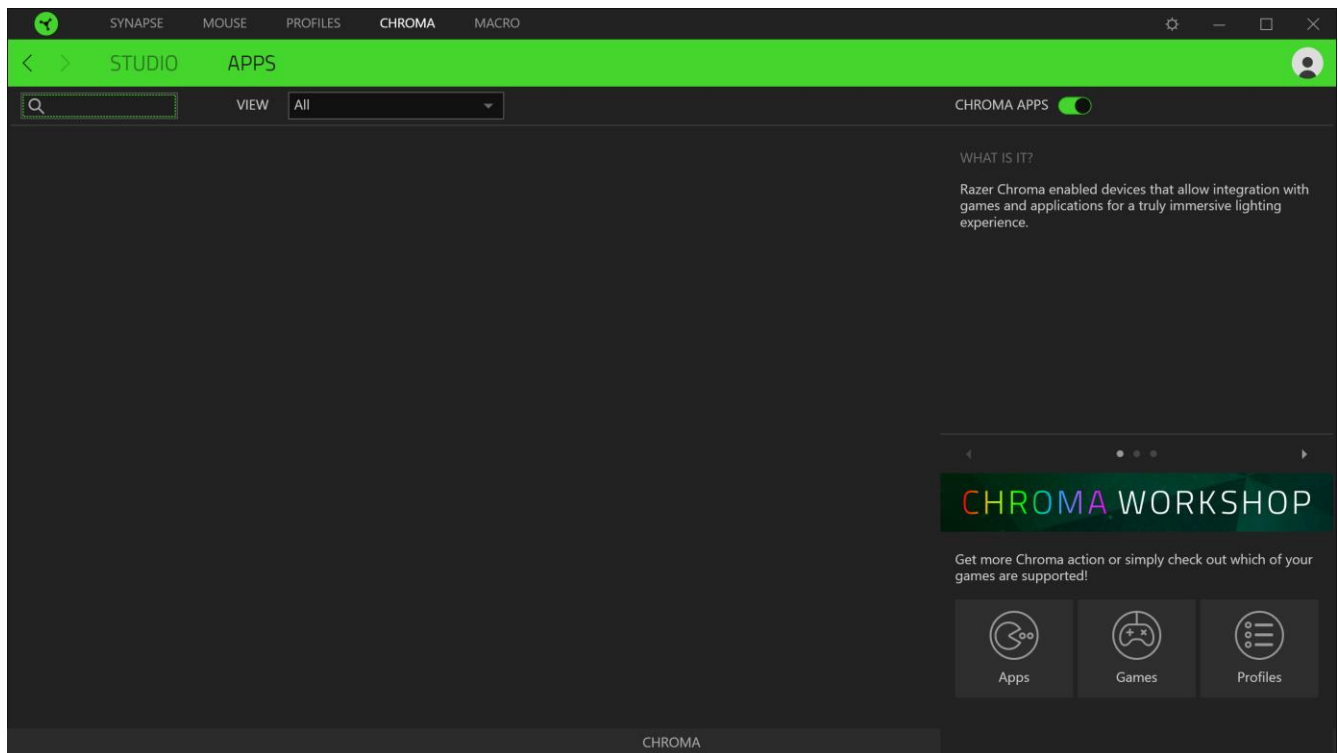 SYNAPSE MOUSE PROFILES CHROMA MACRO
STUDIO APPS
VIEW All CHROMA APPS
WHAT IS IT?
Razer Chroma enabled devices that allow integration with
games and applications for a truly immersive lighting
experience.
CHROMA WORKSHOP
Get more Chroma action or simply check out which of your
games are supported!
Apps Games Profiles
CHROMA